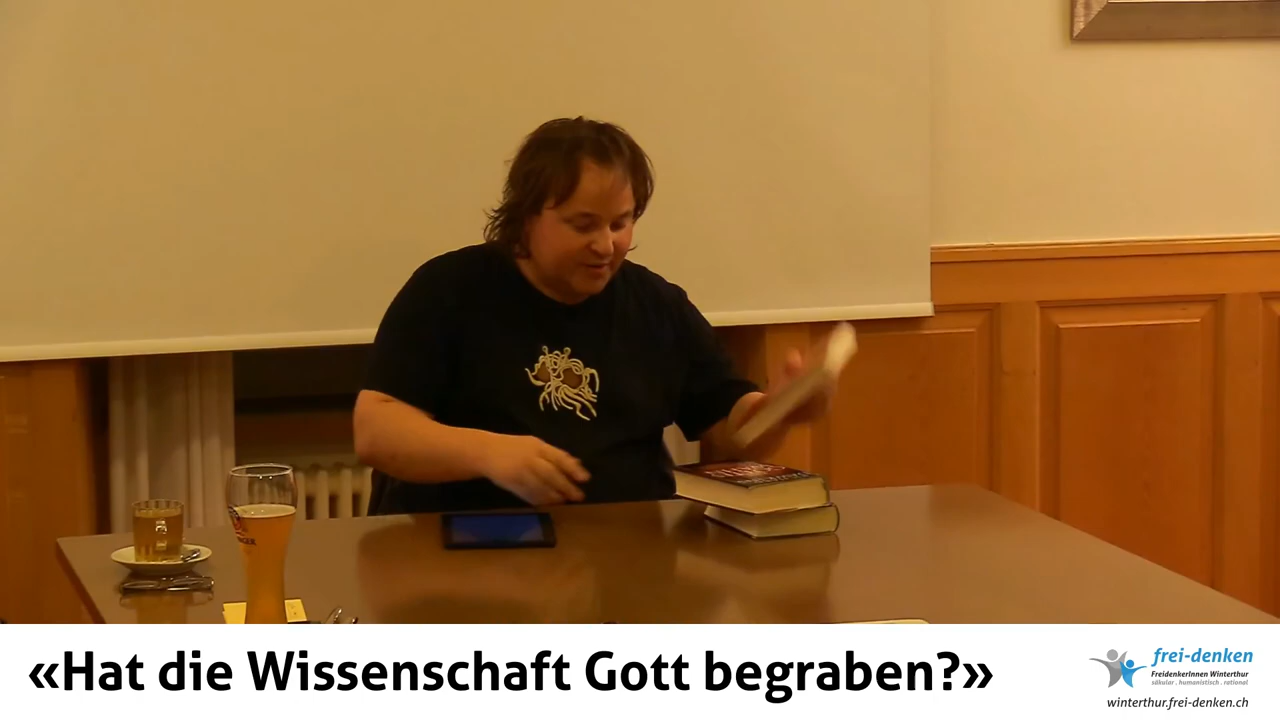 «Hat die Wissenschaft Gott begraben?»
frei-denken
FreidenkerInnen Winterthur
säkular . humanistisch . rational
winterthur.frei-denken.ch